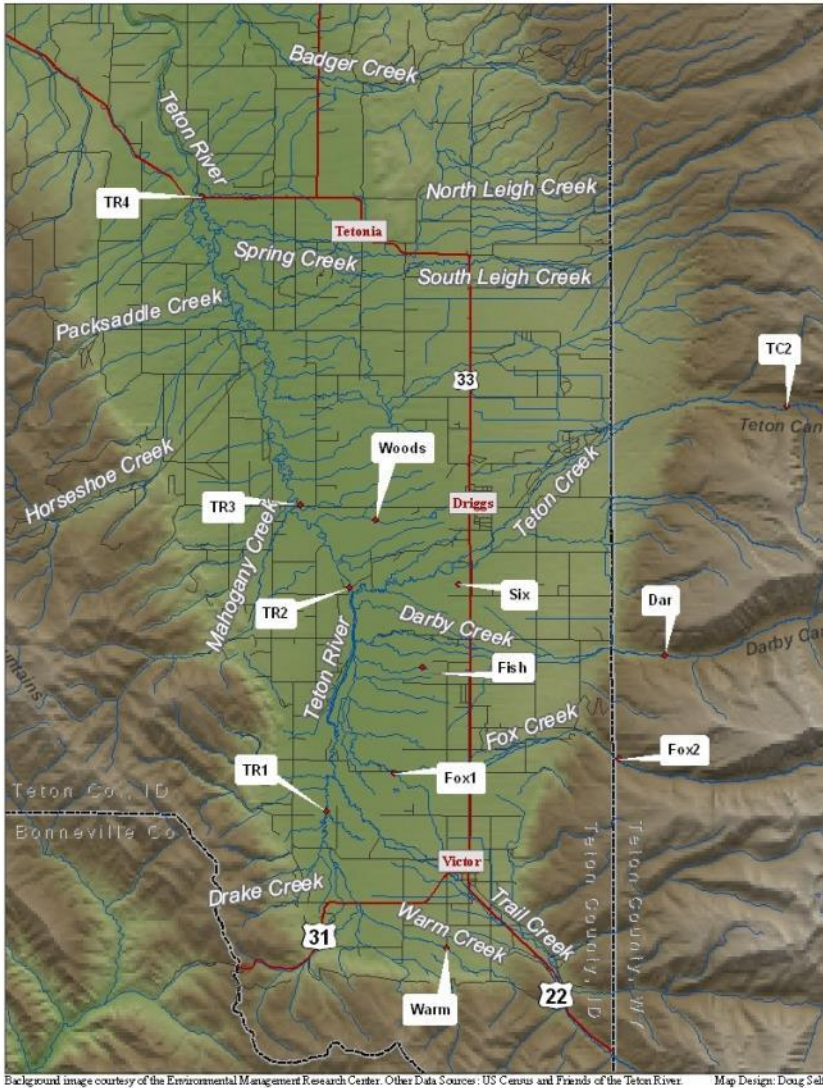 Badger Creek
Teton River
TR4
North Leigh Creek
Tetonia
Spring Creek
South Leigh Creek
Packsaddle Creek
TC2
33
Teton Can
Woods
Horseshoe Creek
TR3
Driggs
Teton Creek
Mahogany Creek
TR2
Six
Dar
Darby Creek
Darby Can
Teton River
Fish
untains
Fox Creek
Fox2
TR1
Fox1
Teton Co., ID
Bonneville Co
Teton County, ID
Teton County, WY
Victor
Drake Creek
Trail Creek
Warm Creek
31
22
Warm
Background image courtesy of the Environmental Management Research Center. Other Data Sources: US Census and Friends of the Teton River. Map Design: Doug Sel